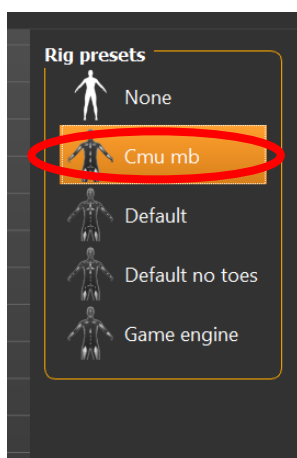 Rig presets
None
Cmu mb
Default
Default no toes
Game engine